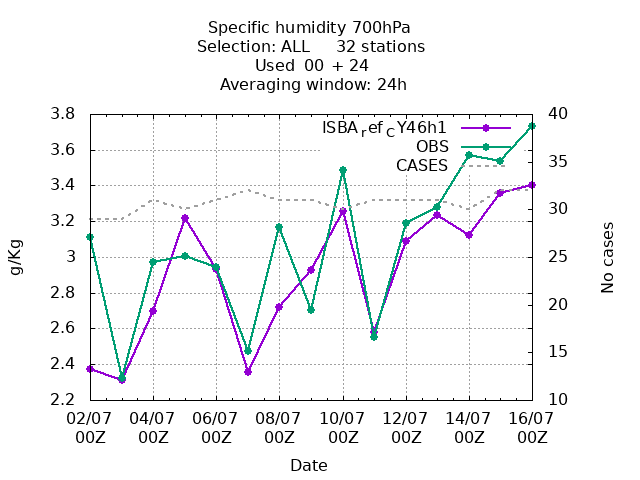 Specific humidity 700hPa
Selection: ALL 32 stations
Used 00 + 24
Averaging window: 24h
ISBA_ref_CY46h1
OBS
CASES
3.8
3.6
3.4
3.2
3
2.8
2.6
2.4
2.2
g/Kg
40
35
30
25
20
15
10
No cases
02/07 04/07 06/07 08/07 10/07 12/07 14/07 16/07
00Z 00Z 00Z 00Z 00Z 00Z 00Z 00Z
Date